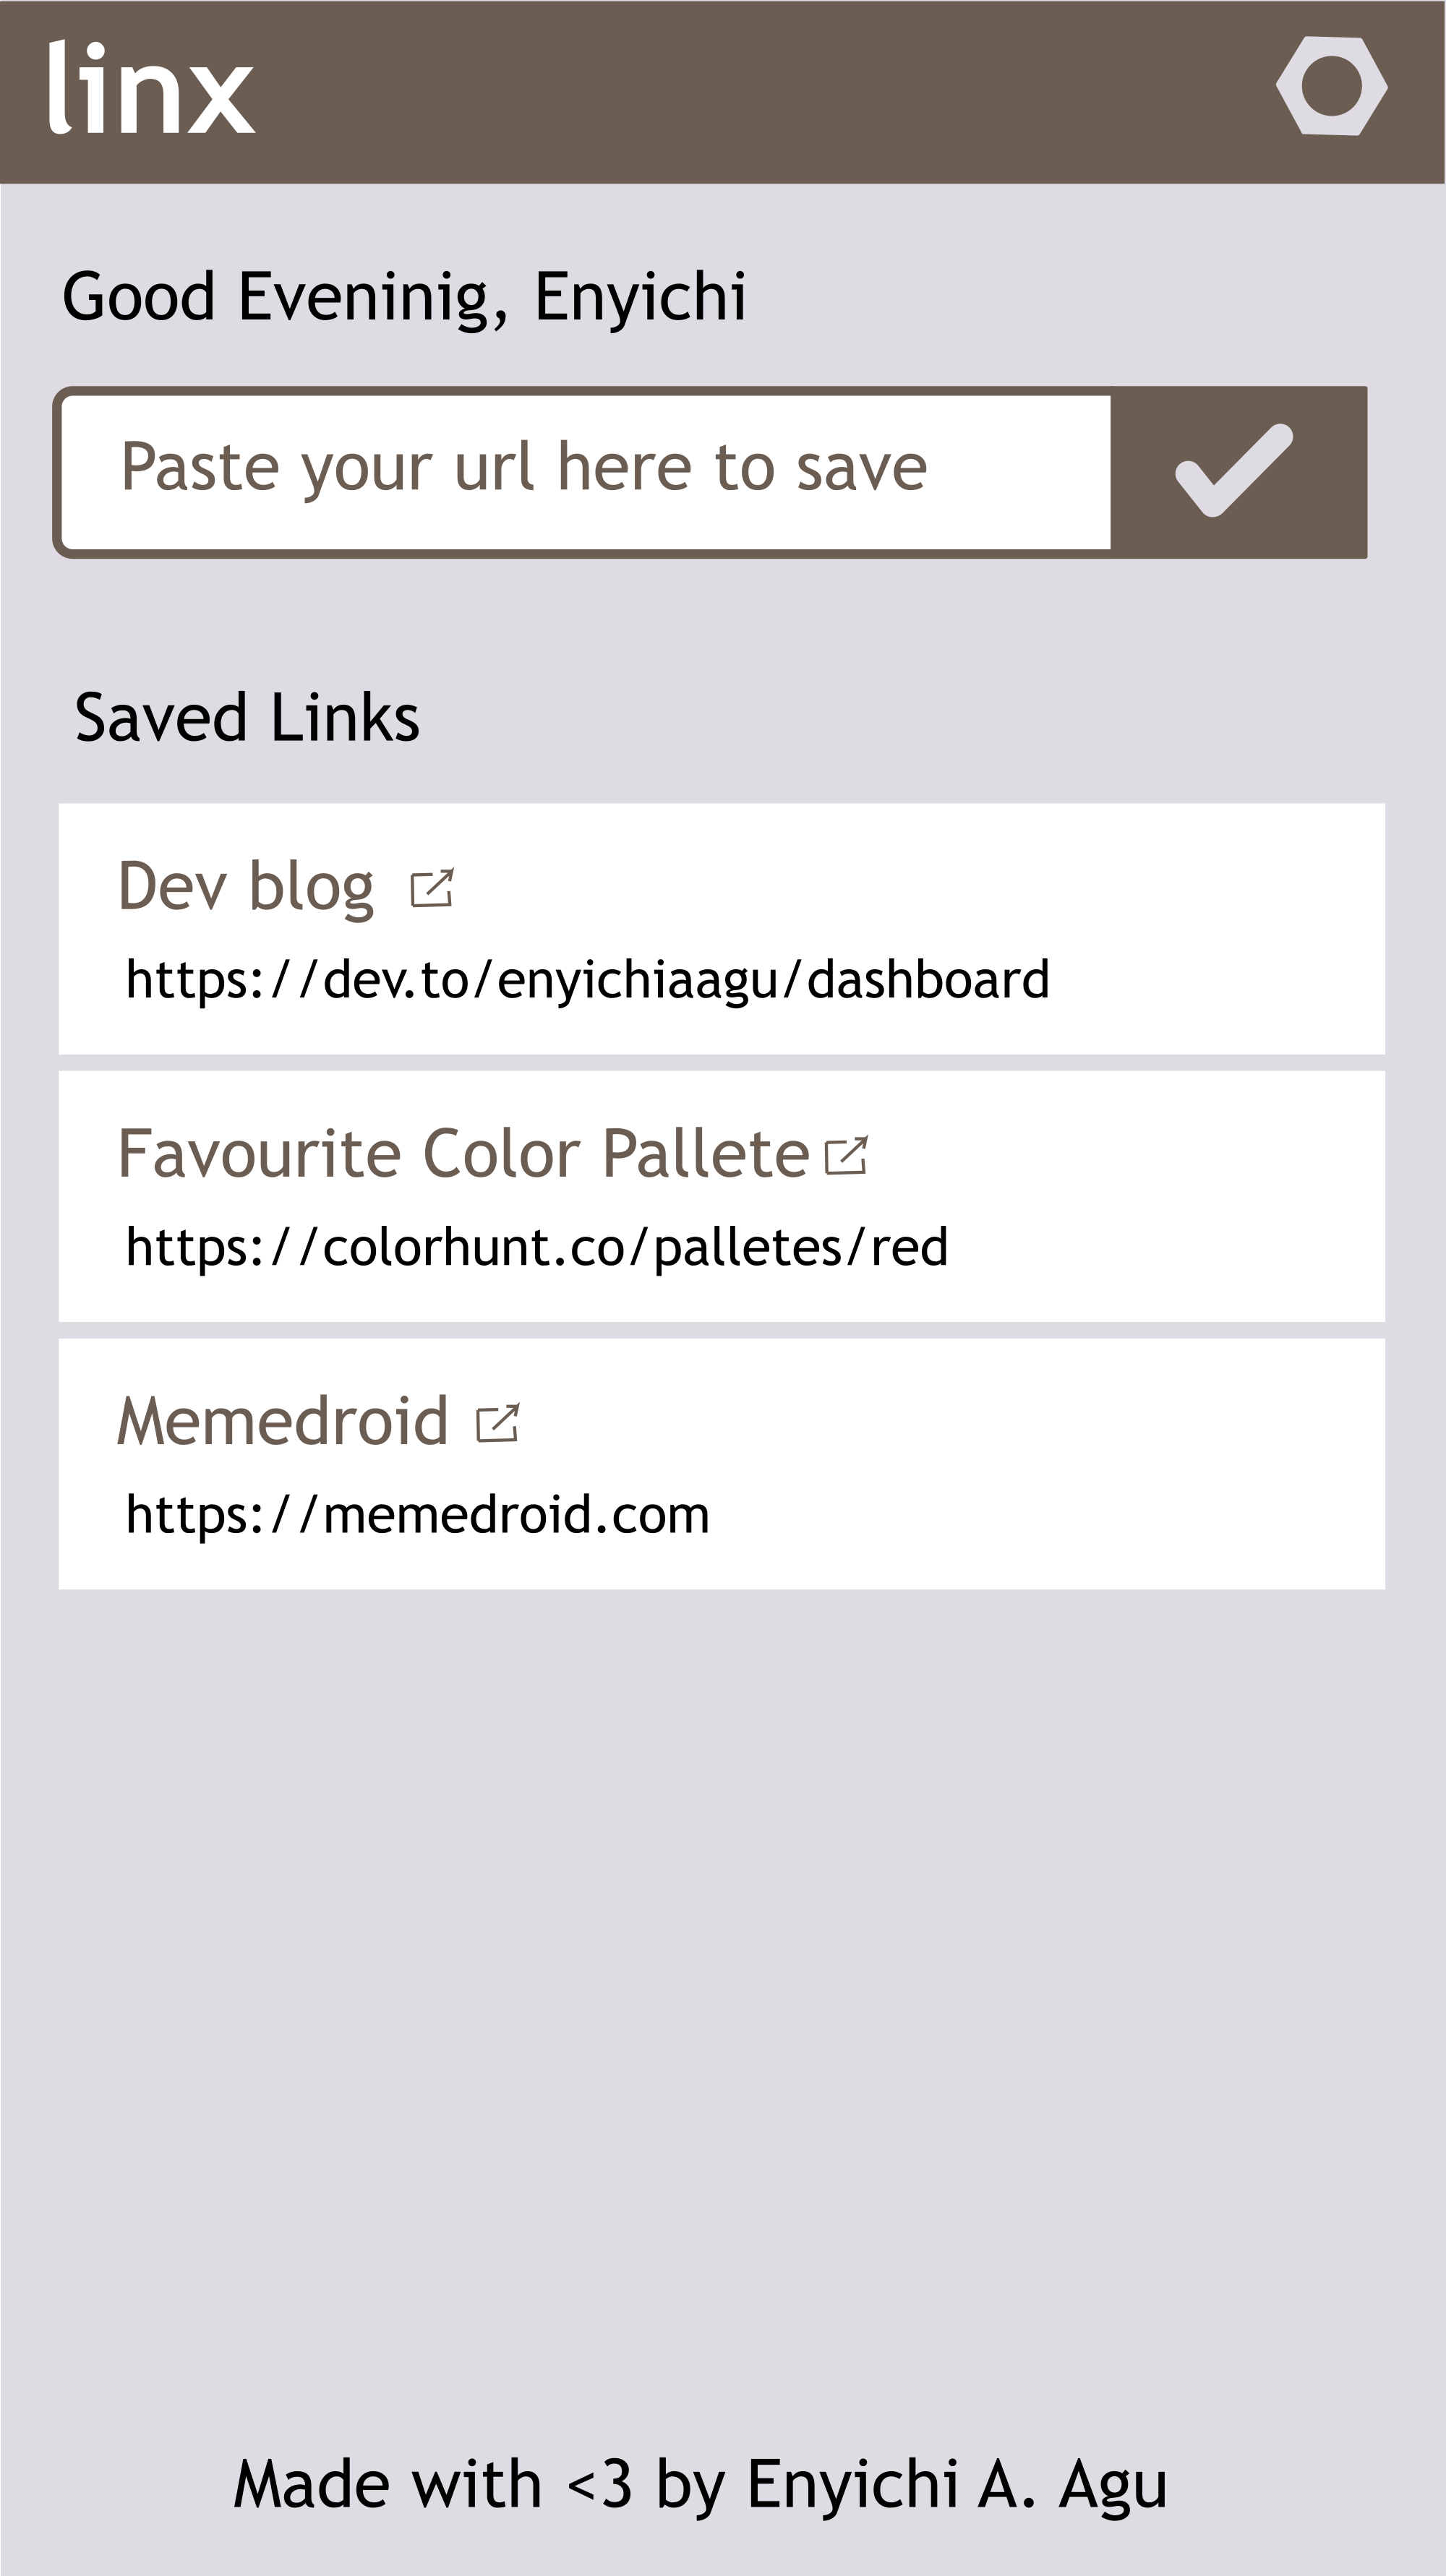 linx
Good Eveninig, Enyichi
Paste your url here to save
Saved Links
Dev blog
https://dev.to/enyichiaagu/dashboard
Favourite Color Pallete
https://colorhunt.co/palletes/red
Memedroid
https://memedroid.com
Made with <3 by Enyichi A. Agu